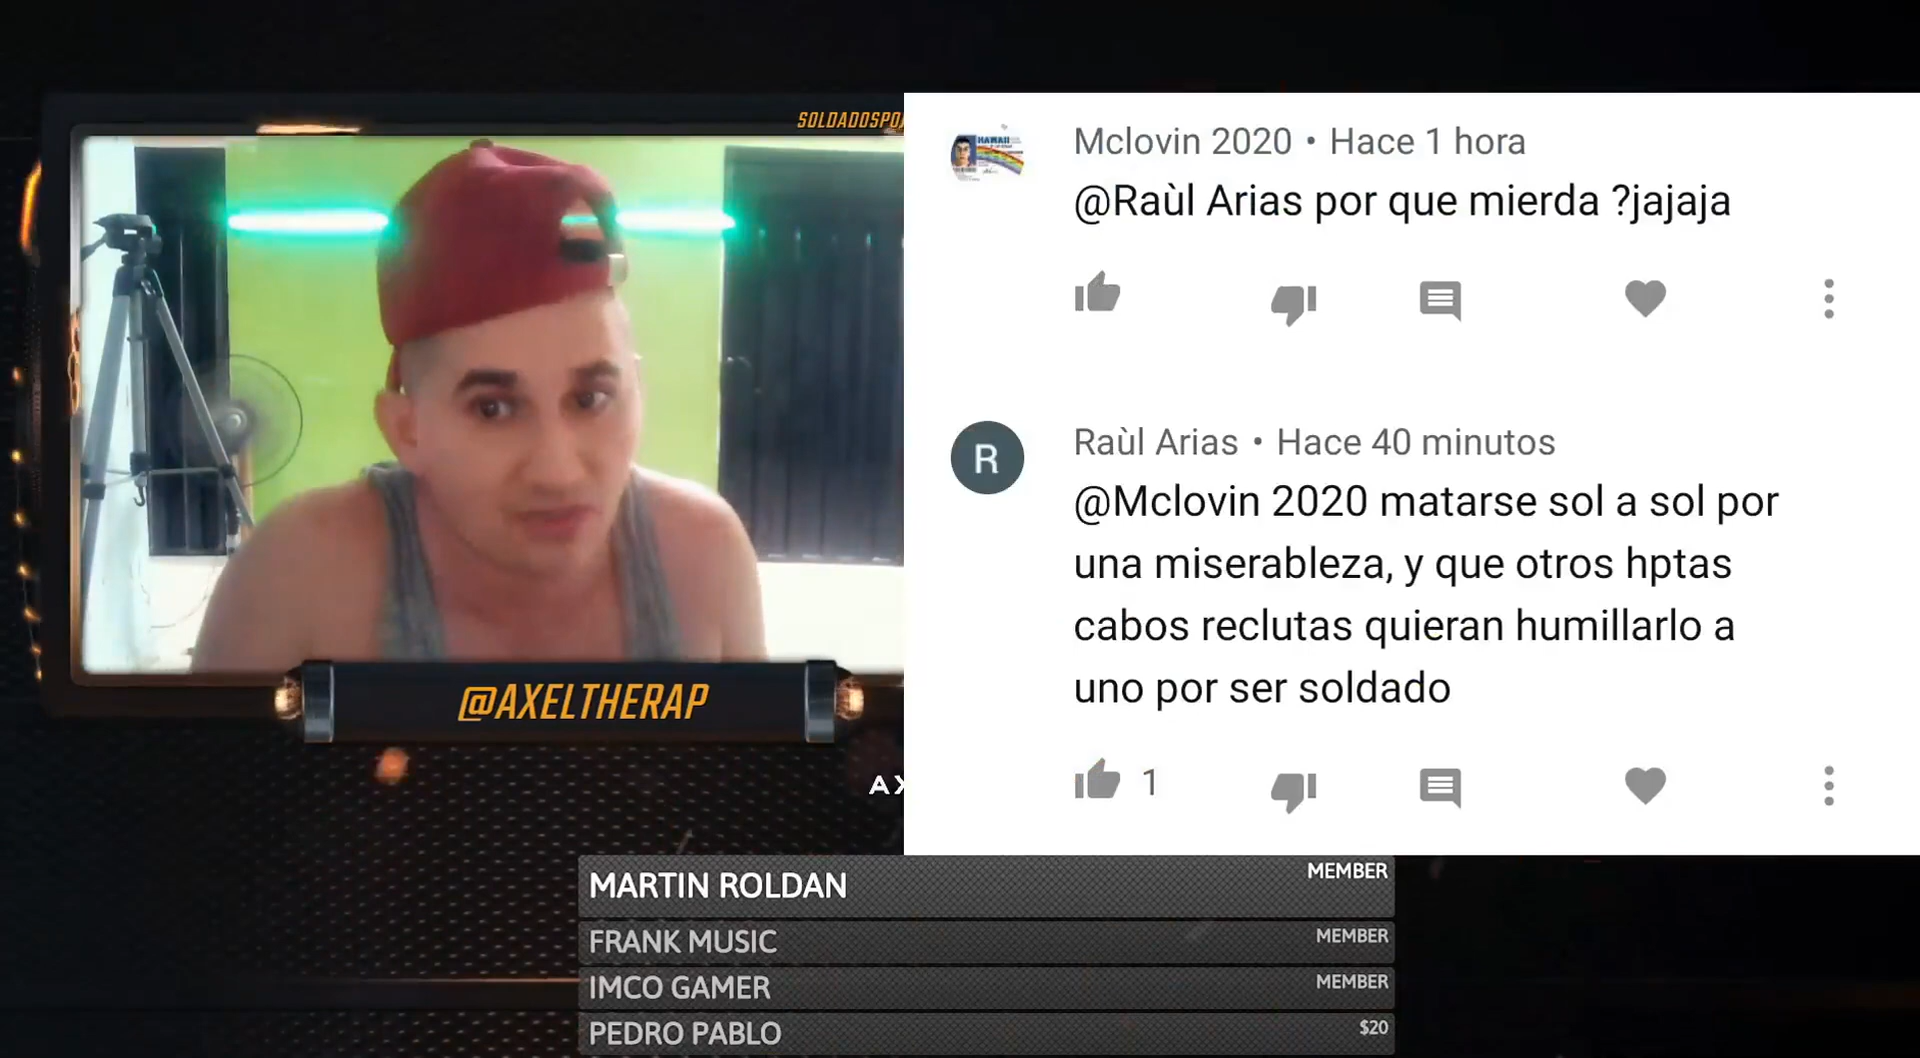 SOLDADOSPO
Mclovin 2020 • Hace 1 hora
@Raùl Arias por que mierda ?jajaja
HAWAII
R
Raùl Arias • Hace 40 minutos
@Mclovin 2020 matarse sol a sol por
una miserableza, y que otros hptas
cabos reclutas quieran humillarlo a
uno por ser soldado
1
@AXELTHERAP
AX
MARTIN ROLDAN MEMBER
FRANK MUSIC MEMBER
IMCO GAMER MEMBER
PEDRO PABLO $20